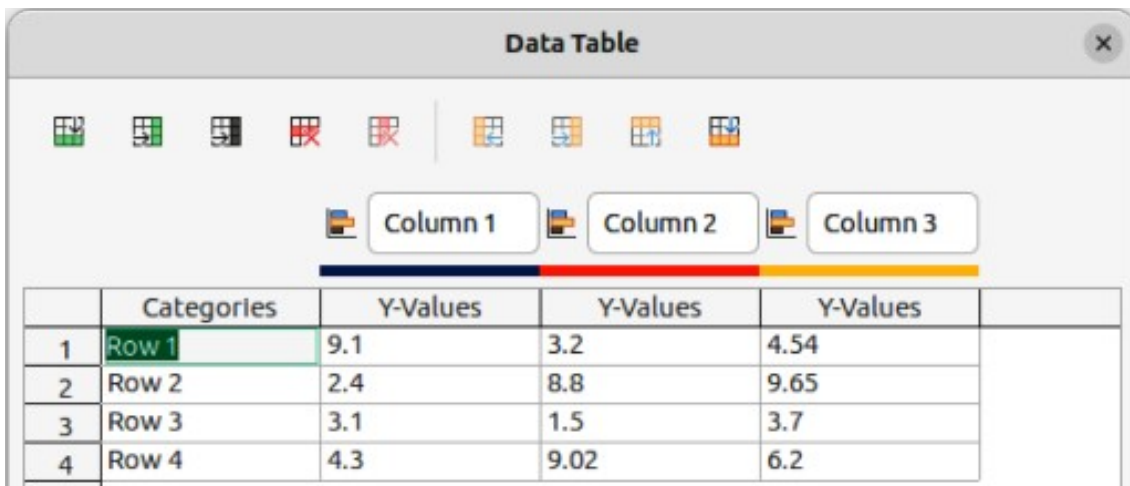 Data Table
Column 1 Column 2 Column 3
Categories Y-Values Y-Values Y-Values
1 Row 1 9.1 3.2 4.54
2 Row 2 2.4 8.8 9.65
3 Row 3 3.1 1.5 3.7
4 Row 4 4.3 9.02 6.2